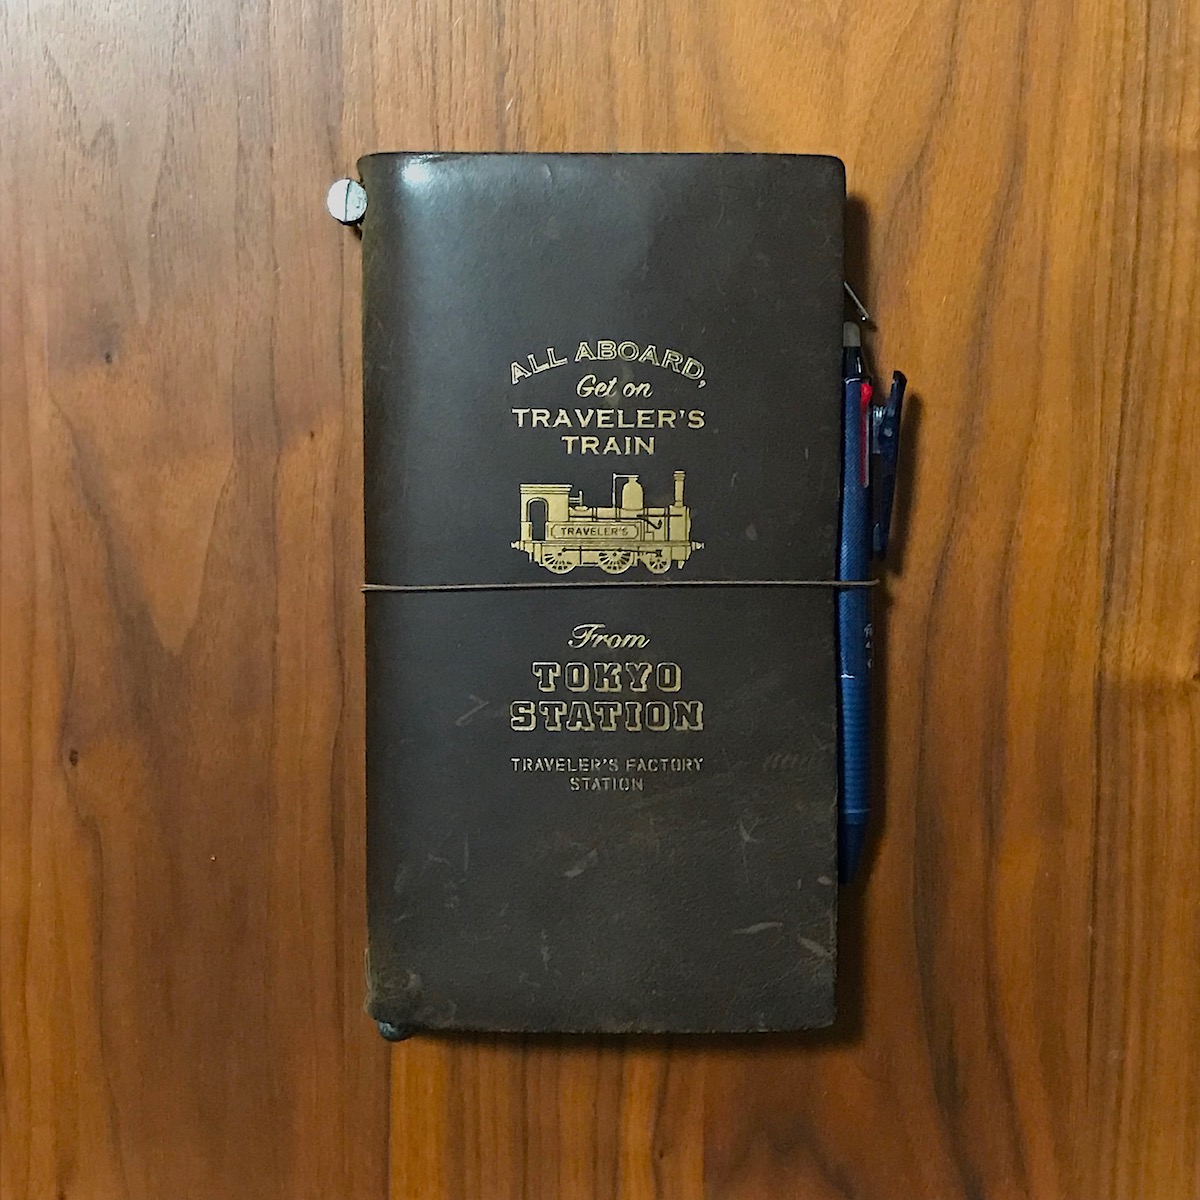 ALL ABOARD,
Get on
TRAVELER'S
TRAIN
TRAVELER'S
From
TOKYO
STATION
TRAVELER'S FACTORY
STATION